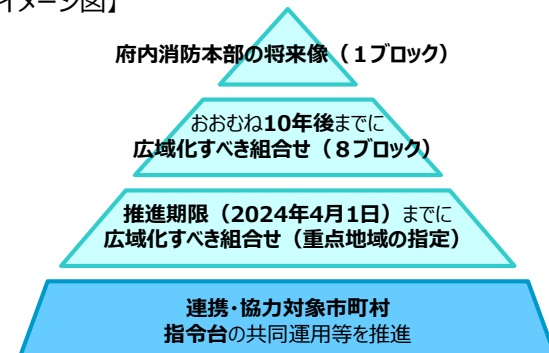 イメージ図】
府内消防本部の将来像（１ブロック）
おおむね10年後までに
広域化すべき組合せ（８ブロック）
推進期限（2024年4月1日）までに
広域化すべき組合せ（重点地域の指定）
連携・協力対象市町村
指令台の共同運用等を推進